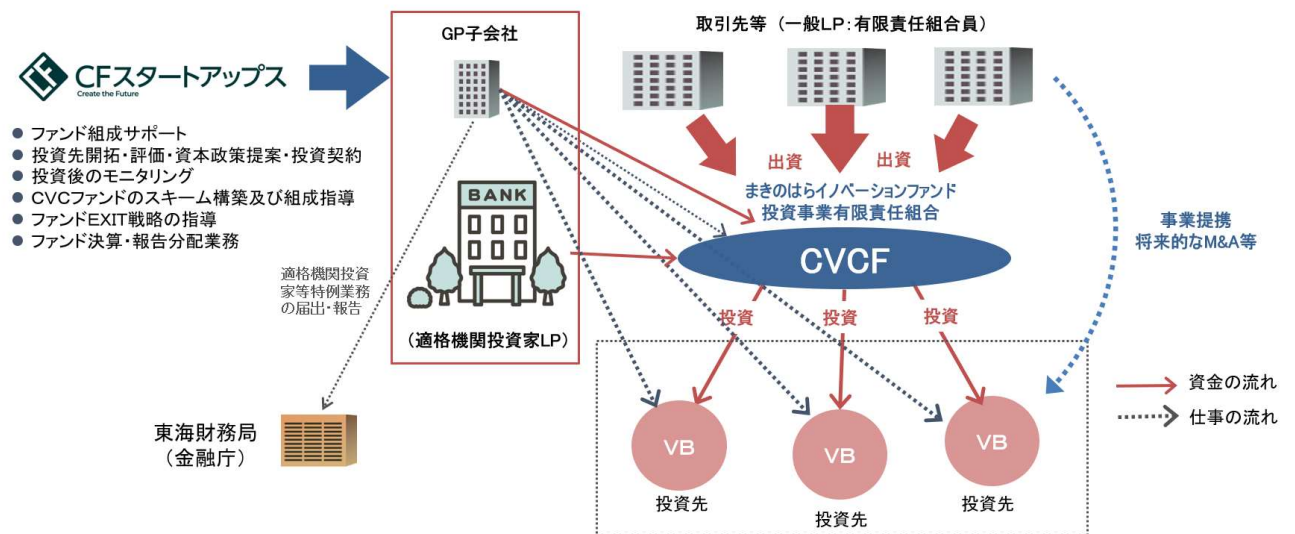 CFスタートアップス
Create the Future
● ファンド組成サポート
● 投資先開拓・評価・資本政策提案・投資契約
● 投資後のモニタリング
● CVCファンドのスキーム構築及び組成指導
● ファンドEXIT戦略の指導
● ファンド決算・報告分配業務
GP子会社
BANK
（適格機関投資家LP）
適格機関投資
家等特例業務
の届出・報告
東海財務局
（金融庁）
取引先等（一般LP：有限責任組合員）
出資
出資
まきのはらイノベーションファンド
投資事業有限責任組合
CVCF
投資
投資
投資
VB
VB
VB
投資先
投資先
投資先
事業提携
将来的なM&A等
資金の流れ
仕事の流れ